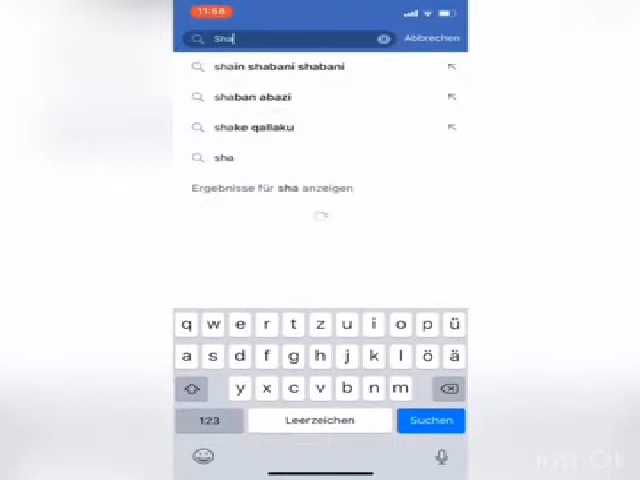 11:58
Sha
Abbrechen
shain shabani shabani
shaban abazi
shake qallaku
sha
Ergebnisse für sha anzeigen
q w e r t z u i o p ü
a s d f g h j k l ö ä
y x c v b n m
123 Leerzeichen Suchen